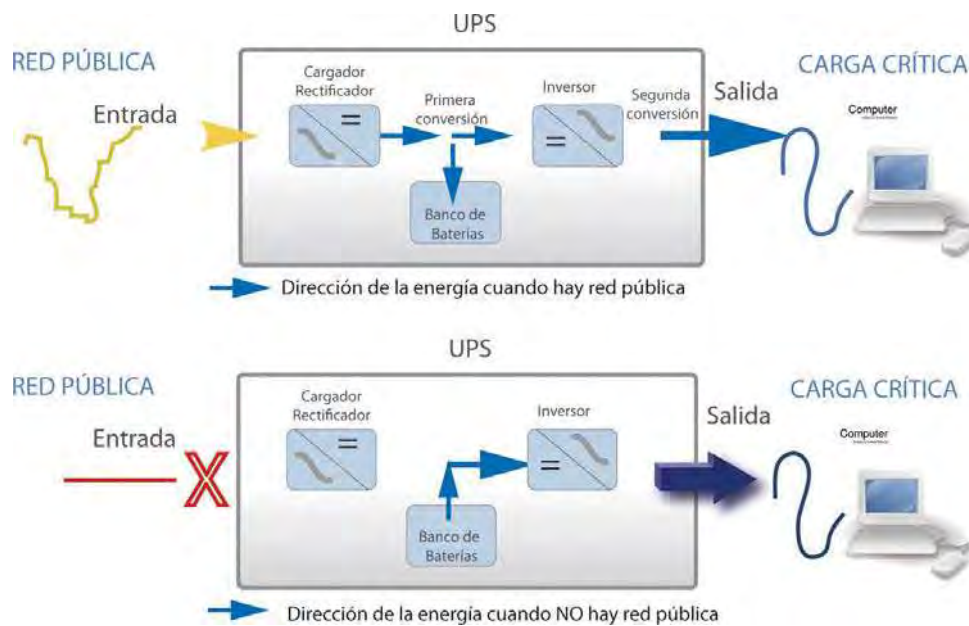 UPS
RED PÚBLICA
Entrada
Cargador
Rectificador
Primera
conversión
Inversor
Segunda
conversión
Salida
CARGA CRÍTICA
Computer
Banco de
Baterías
Dirección de la energía cuando hay red pública
UPS
RED PÚBLICA
Entrada
X
Cargador
Rectificador
Inversor
Salida
CARGA CRÍTICA
Computer
Banco de
Baterías
Dirección de la energía cuando NO hay red pública